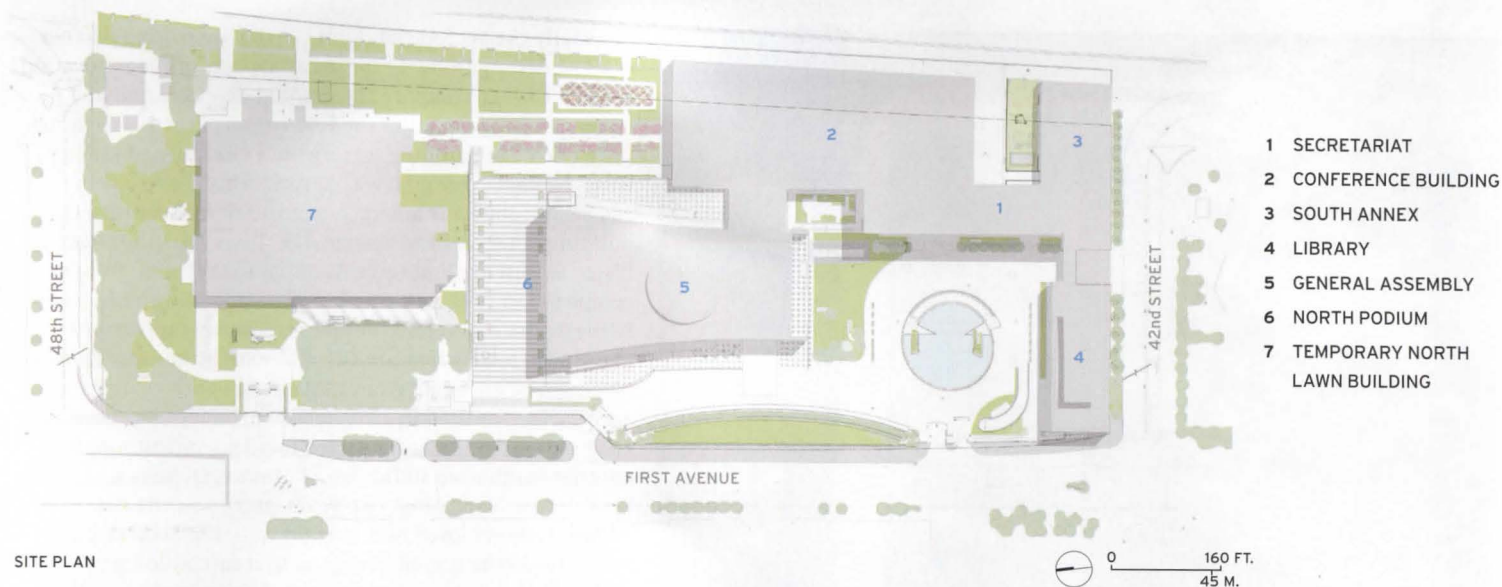 48th STREET
7
6
5
2
1
3
4
42nd STREET
FIRST AVENUE
1 SECRETARIAT
2 CONFERENCE BUILDING
3 SOUTH ANNEX
4 LIBRARY
5 GENERAL ASSEMBLY
6 NORTH PODIUM
7 TEMPORARY NORTH
LAWN BUILDING
SITE PLAN
0 160 FT.
45 M.